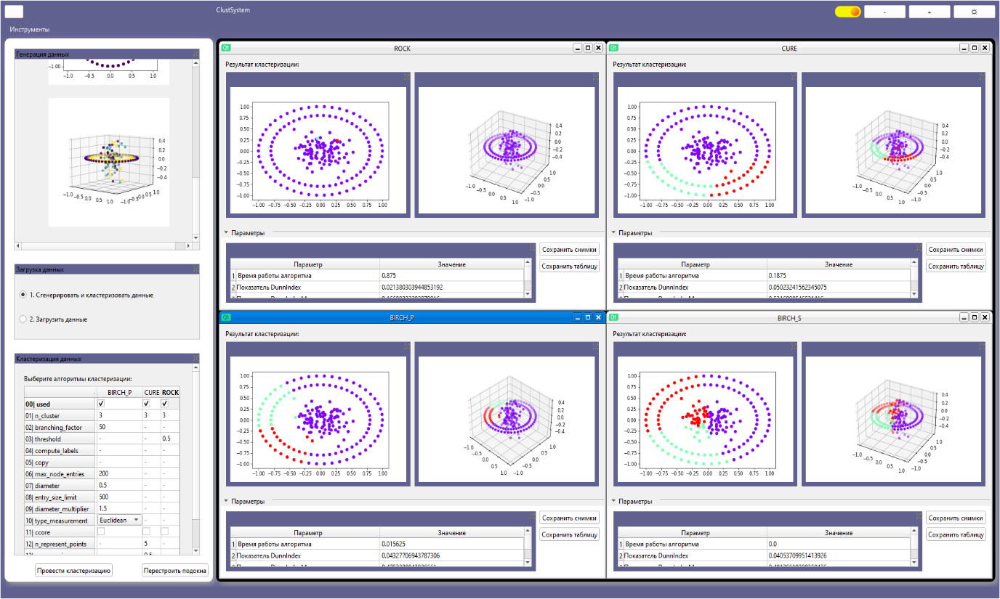 ClustSystem
-
+
Инструменты
Генерация данных
-1.00
-1.0 -0.5 0.0 0.5 1.0
0.4
0.2
0.0
-0.2
-0.4
-1.0 -0.5 0.0 0.5 1.0
-1.0 -0.5 0.0 0.5 1.0
Загрузка данных
1. Сгенерировать и кластеризовать данные
2. Загрузить данные
Кластеризация данных
Выберите алгоритмы кластеризации:
BIRCH_P CURE ROCK
00| used
01| n_cluster 3 3 3
02| branching_factor 50 - -
03| threshold - - 0.5
04| compute_labels - - -
05| copy - - -
06| max_node_entries 200 - -
07| diameter 0.5 - -
08| entry_size_limit 500 - -
09| diameter_multiplier 1.5 - -
10| type_measurement Euclidean - -
11| ccore
12| n_represent_points - 5 -
Провести кластеризацию
Перестроить подокна
Qt ROCK
Результат кластеризации:
1.00
0.75
0.50
0.25
0.00
-0.25
-0.50
-0.75
-1.00
-1.00 -0.75 -0.50 -0.25 0.00 0.25 0.50 0.75 1.00
0.4
0.2
0.0
-0.2
-0.4
-1.0 -0.5 0.0 0.5 1.0
-1.0 -0.5 0.0 0.5 1.0
Параметры
Сохранить снимки
Сохранить таблицу
Параметр Значение
1 Время работы алгоритма 0.875
2 Показатель DunnIndex 0.021380303944853192
Qt CURE
Результат кластеризации:
1.00
0.75
0.50
0.25
0.00
-0.25
-0.50
-0.75
-1.00
-1.00 -0.75 -0.50 -0.25 0.00 0.25 0.50 0.75 1.00
0.4
0.2
0.0
-0.2
-0.4
-1.0 -0.5 0.0 0.5 1.0
-1.0 -0.5 0.0 0.5 1.0
Параметры
Сохранить снимки
Сохранить таблицу
Параметр Значение
1 Время работы алгоритма 0.1875
2 Показатель DunnIndex 0.05023241562345075
Qt BIRCH_P
Результат кластеризации:
1.00
0.75
0.50
0.25
0.00
-0.25
-0.50
-0.75
-1.00
-1.00 -0.75 -0.50 -0.25 0.00 0.25 0.50 0.75 1.00
0.4
0.2
0.0
-0.2
-0.4
-1.0 -0.5 0.0 0.5 1.0
-1.0 -0.5 0.0 0.5 1.0
Параметры
Сохранить снимки
Сохранить таблицу
Параметр Значение
1 Время работы алгоритма 0.015625
2 Показатель DunnIndex 0.04327706943787306
Qt BIRCH_S
Результат кластеризации:
1.00
0.75
0.50
0.25
0.00
-0.25
-0.50
-0.75
-1.00
-1.00 -0.75 -0.50 -0.25 0.00 0.25 0.50 0.75 1.00
0.4
0.2
0.0
-0.2
-0.4
-1.0 -0.5 0.0 0.5 1.0
-1.0 -0.5 0.0 0.5 1.0
Параметры
Сохранить снимки
Сохранить таблицу
Параметр Значение
1 Время работы алгоритма 0.0
2 Показатель DunnIndex 0.04053709951413926